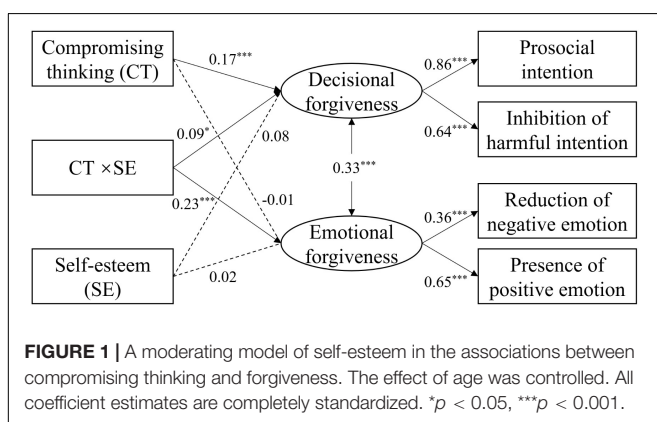 Compromising
thinking (CT)
CT ×SE
Self-esteem
(SE)
0.17***
0.09*
0.08
0.23***
-0.01
0.02
Decisional
forgiveness
0.33***
Emotional
forgiveness
0.86***
0.64***
0.36***
0.65***
Prosocial
intention
Inhibition of
harmful intention
Reduction of
negative emotion
Presence of
positive emotion
FIGURE 1 | A moderating model of self-esteem in the associations between
compromising thinking and forgiveness. The effect of age was controlled. All
coefficient estimates are completely standardized. *p < 0.05, ***p < 0.001.